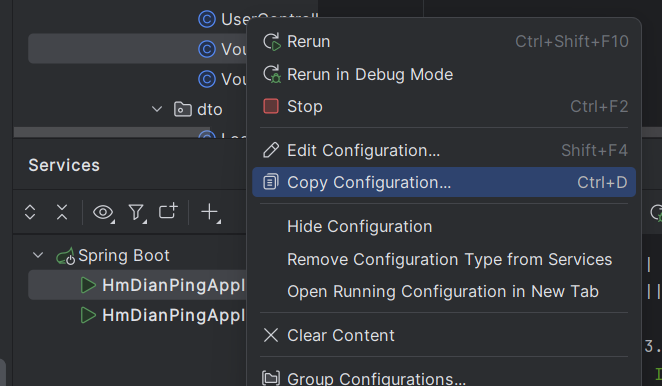 UserControll
Rerun Ctrl+Shift+F10
Vou
Rerun in Debug Mode
Vou
Stop Ctrl+F2
dto
Edit Configuration... Shift+F4
Services
Copy Configuration... Ctrl+D
Hide Configuration
Spring Boot
Remove Configuration Type from Services
HmDianPingAppl
Open Running Configuration in New Tab
HmDianPingAppl
Clear Content
3.
Group Configurations...